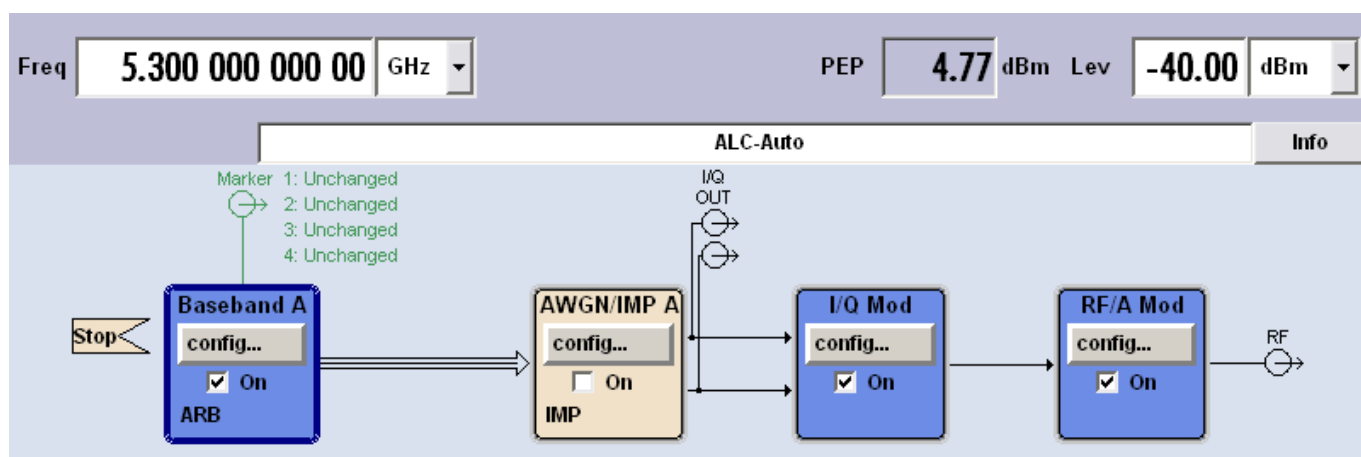 Freq 5.300 000 000 00 GHz PEP 4.77 dBm Lev -40.00 dBm
ALC-Auto Info
Marker 1: Unchanged
2: Unchanged
3: Unchanged
4: Unchanged
I/Q
OUT
Stop
Baseband A
config...
On
ARB
AWGN/IMP A
config...
On
IMP
I/Q Mod
config...
On
RF/A Mod
config...
On
RF